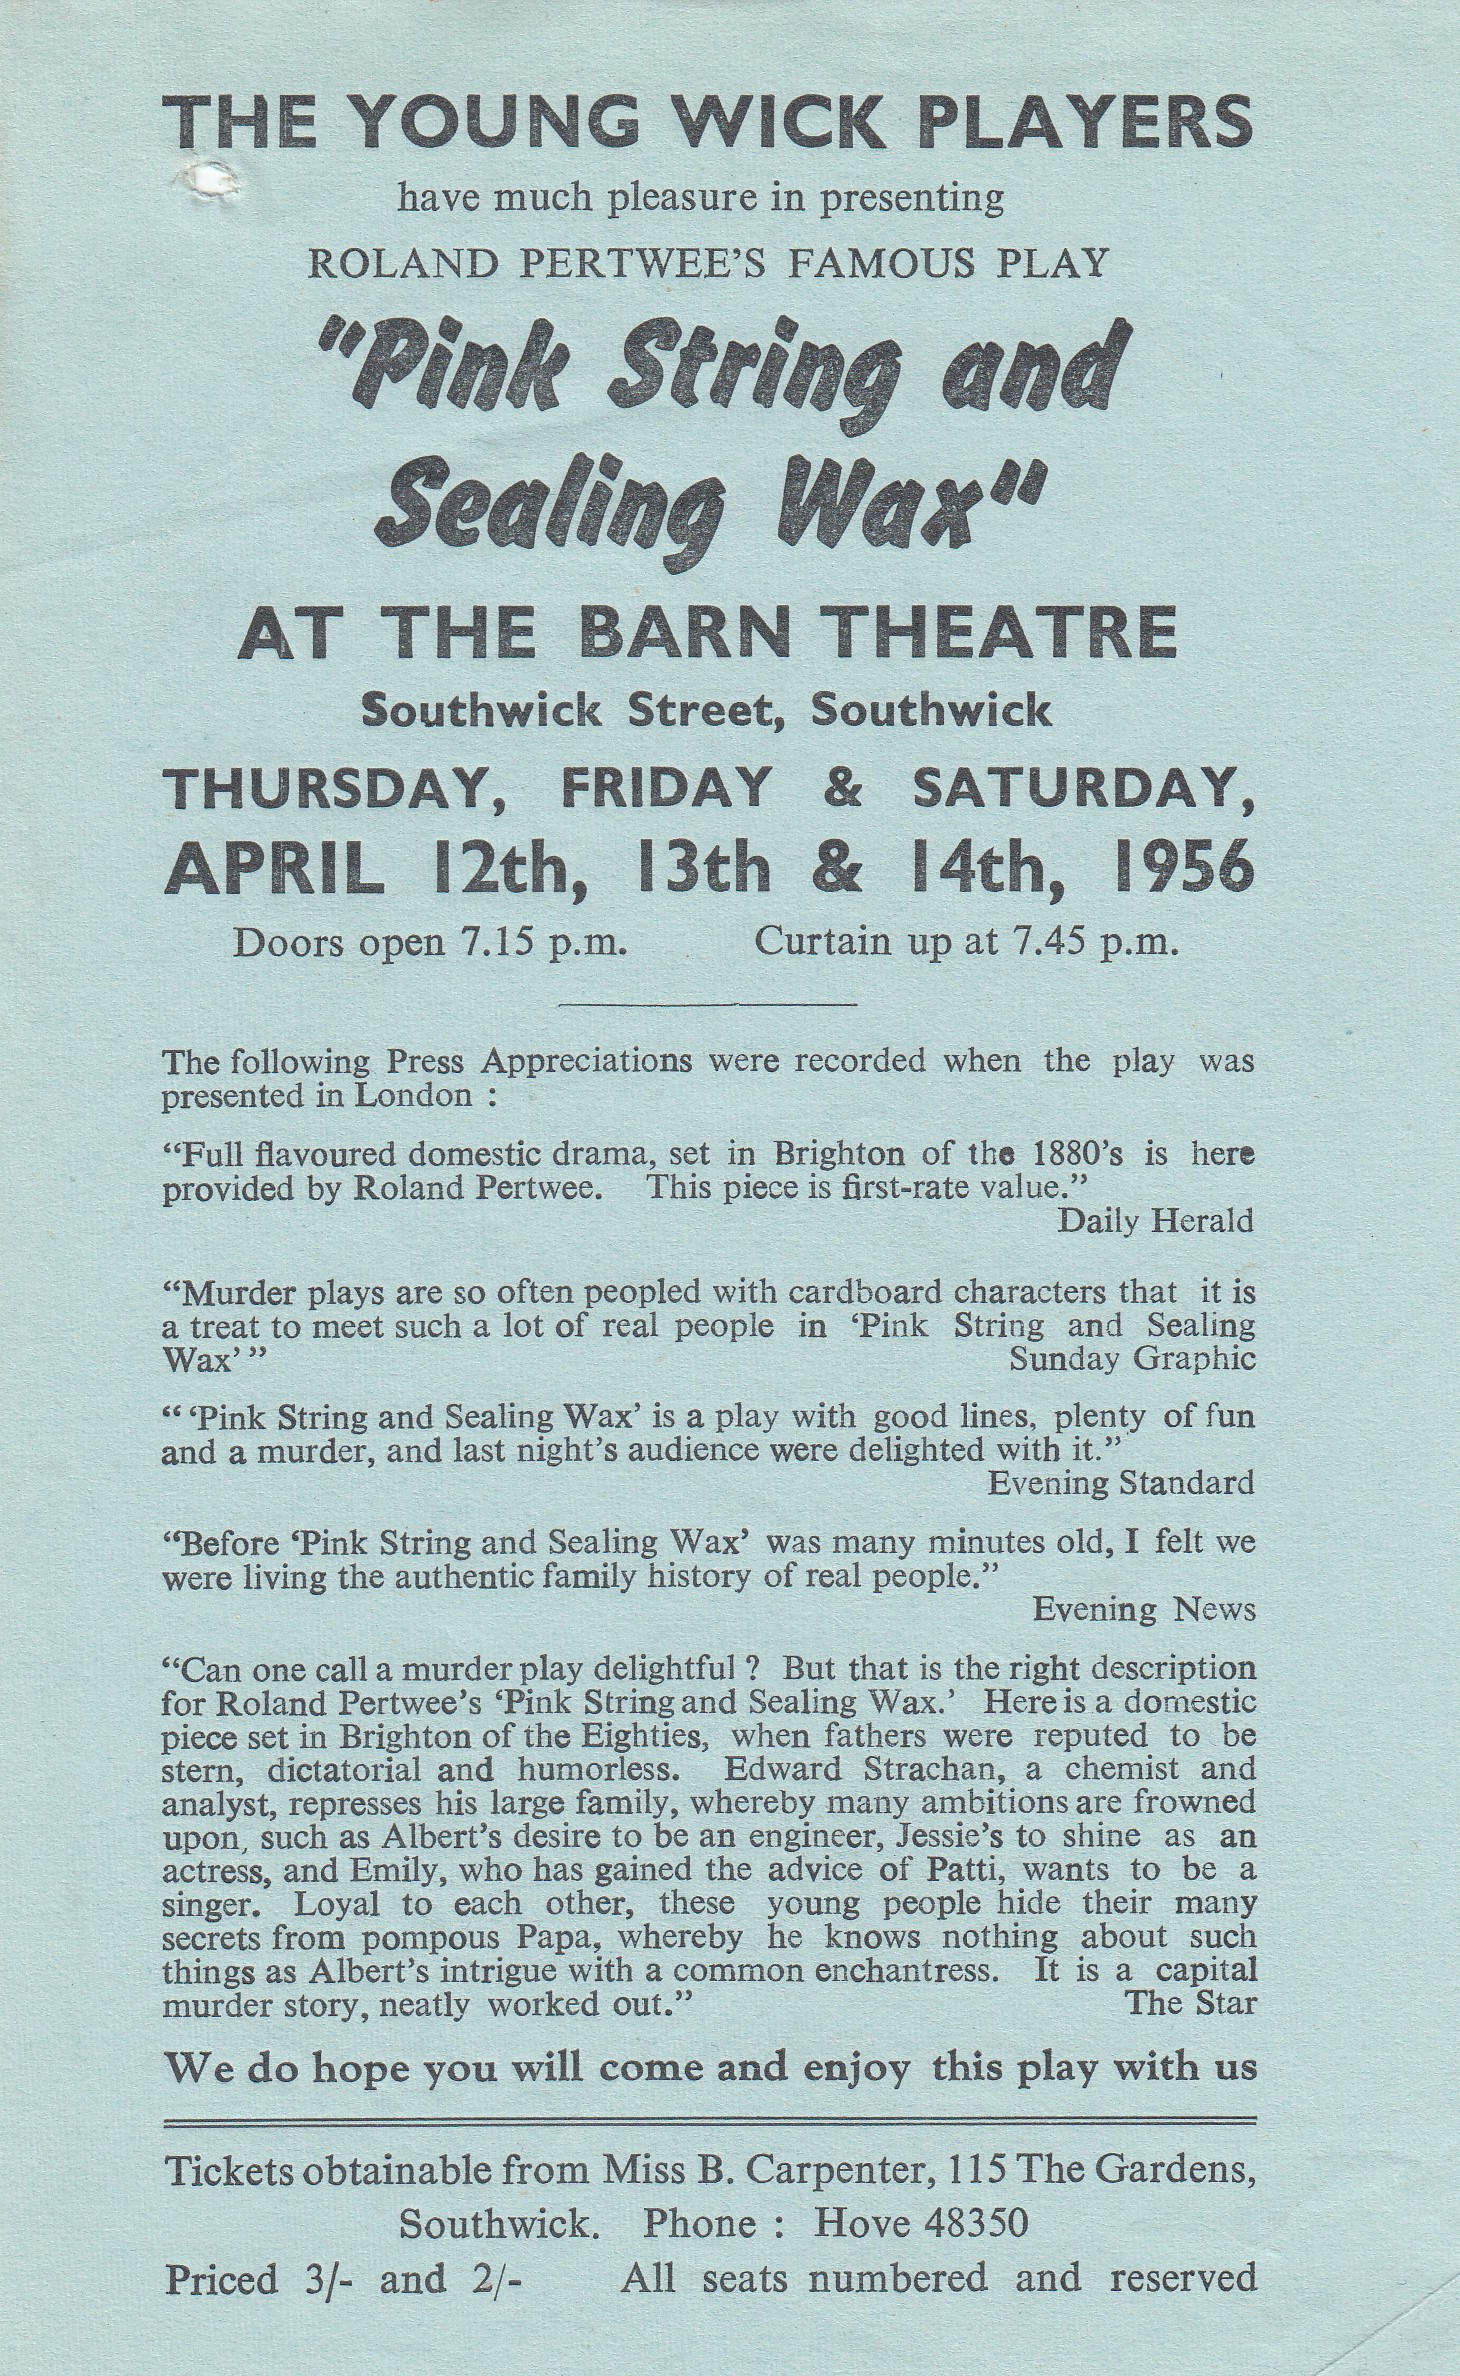 THE YOUNG WICK PLAYERS
have much pleasure in presenting
ROLAND PERTWEE'S FAMOUS PLAY
"Pink String and
Sealing Wax"
AT THE BARN THEATRE
Southwick Street, Southwick
THURSDAY, FRIDAY & SATURDAY,
APRIL 12th, 13th & 14th, 1956
Doors open 7.15 p.m. Curtain up at 7.45 p.m.
The following Press Appreciations were recorded when the play was
presented in London :
“Full flavoured domestic drama, set in Brighton of the 1880’s is here
provided by Roland Pertwee. This piece is first-rate value.”
Daily Herald
“Murder plays are so often peopled with cardboard characters that it is
a treat to meet such a lot of real people in ‘Pink String and Sealing
Wax’ ” Sunday Graphic
“ ‘Pink String and Sealing Wax’ is a play with good lines, plenty of fun
and a murder, and last night’s audience were delighted with it.”
Evening Standard
“Before ‘Pink String and Sealing Wax’ was many minutes old, I felt we
were living the authentic family history of real people.”
Evening News
“Can one call a murder play delightful ? But that is the right description
for Roland Pertwee’s ‘Pink String and Sealing Wax.’ Here is a domestic
piece set in Brighton of the Eighties, when fathers were reputed to be
stern, dictatorial and humorless. Edward Strachan, a chemist and
analyst, represses his large family, whereby many ambitions are frowned
upon, such as Albert’s desire to be an engineer, Jessie’s to shine as an
actress, and Emily, who has gained the advice of Patti, wants to be a
singer. Loyal to each other, these young people hide their many
secrets from pompous Papa, whereby he knows nothing about such
things as Albert’s intrigue with a common enchantress. It is a capital
murder story, neatly worked out.” The Star
We do hope you will come and enjoy this play with us
Tickets obtainable from Miss B. Carpenter, 115 The Gardens,
Southwick. Phone : Hove 48350
Priced 3/- and 2/- All seats numbered and reserved